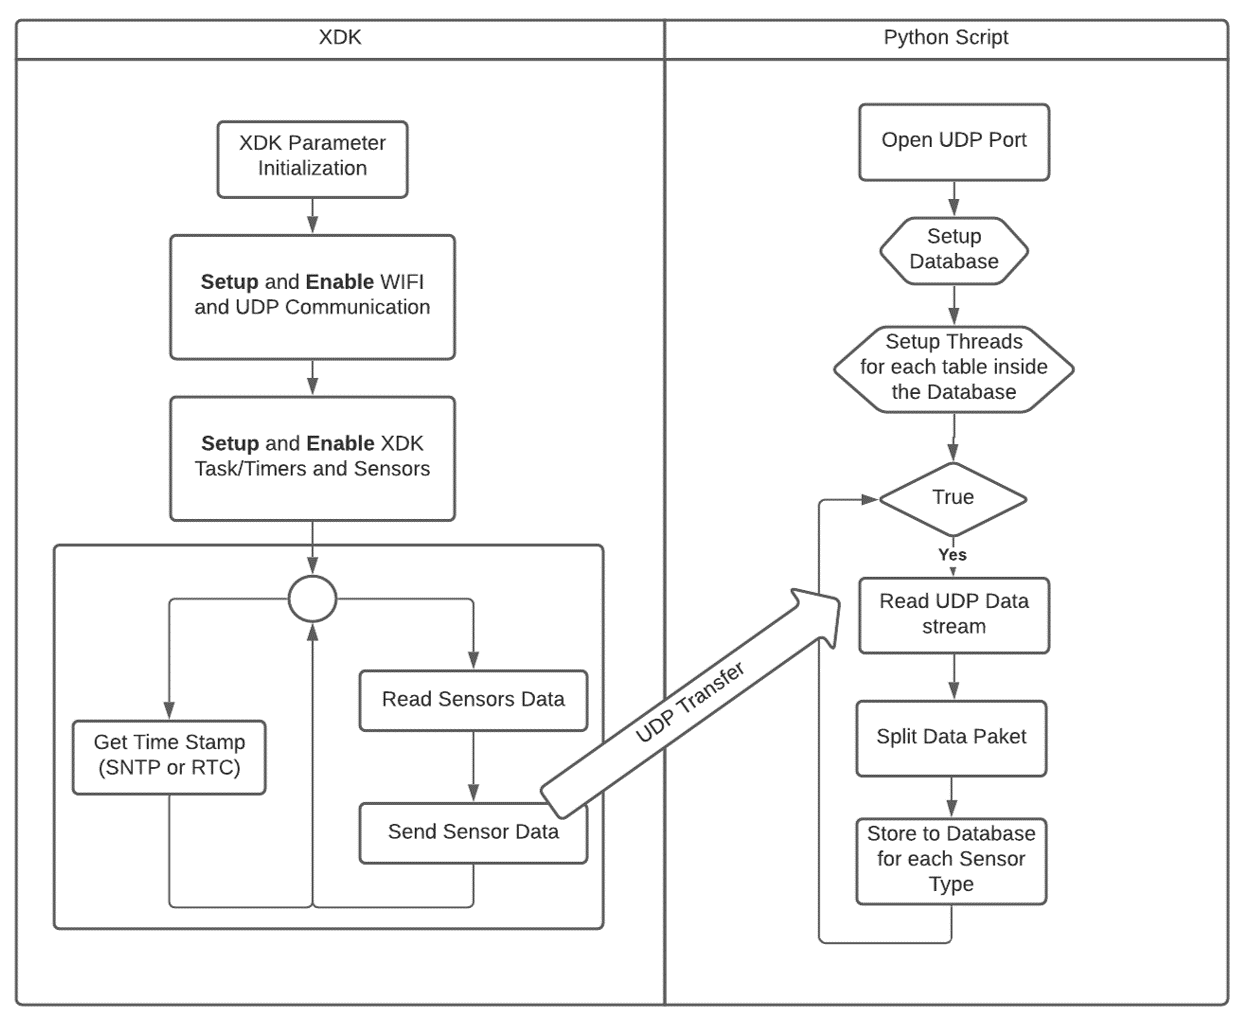 XDK
Python Script
XDK Parameter
Initialization
Setup and Enable WIFI
and UDP Communication
Setup and Enable XDK
Task/Timers and Sensors
Get Time Stamp
(SNTP or RTC)
Read Sensors Data
Send Sensor Data
UDP Transfer
Open UDP Port
Setup
Database
Setup Threads
for each table inside
the Database
True
Yes
Read UDP Data
stream
Split Data Paket
Store to Database
for each Sensor
Type